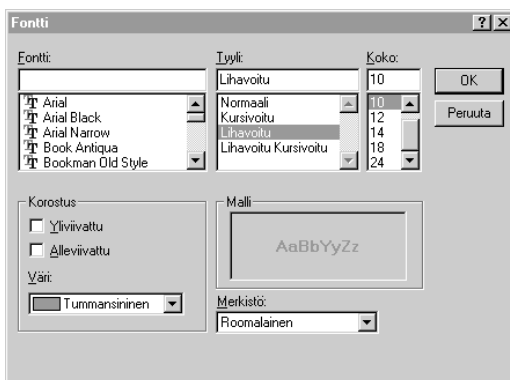 Fontti
Fontti:
Tyyli:
Koko:
Lihavoitu
10
OK
Arial
Arial Black
Arial Narrow
Book Antiqua
Bookman Old Style
Normaali
Kursivoitu
Lihavoitu
Lihavoitu Kursivoitu
10
12
14
18
24
Peruuta
Korostus
Yliviivattu
Alleviivattu
Väri:
Tummansininen
Malli
AaBbYyZz
Merkistö:
Roomalainen